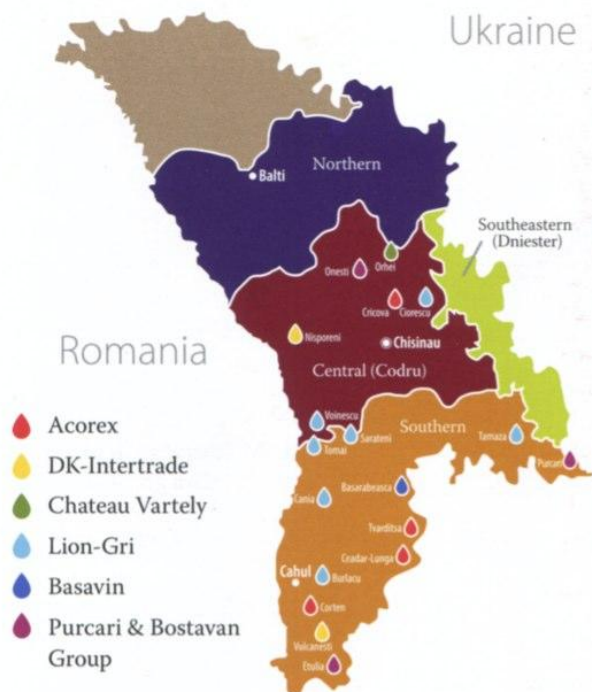 Ukraine
Northern
Balti
Southeastern
(Dniester)
Orhei
Onesti
Cricova
Ciorescu
Nisporeni
Chisinau
Romania
Central (Codru)
Voinescu
Southern
Sarateni
Tamaza
Tomai
Purcari
Basarabeasca
Cania
Tvarditsa
Ceadar-Lunga
Cahul
Burlacu
Corten
Vulcanesti
Etulia
Acorex
DK-Intertrade
Chateau Vartely
Lion-Gri
Basavin
Purcari & Bostavan
Group